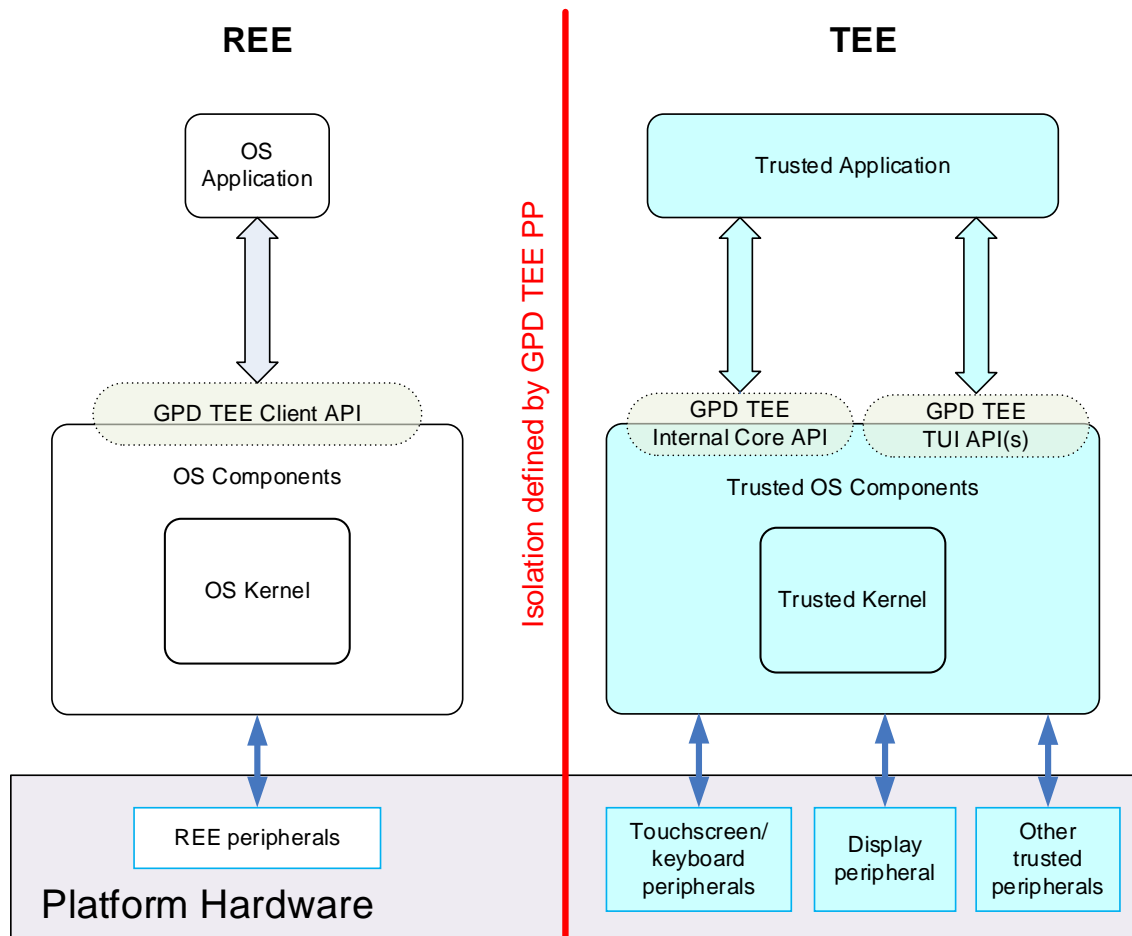 REE
TEE
OS
Application
Trusted Application
Isolation defined by GPD TEE PP
GPD TEE Client API
GPD TEE
Internal Core API
GPD TEE
TUI API(s)
OS Components
Trusted OS Components
OS Kernel
Trusted Kernel
REE peripherals
Touchscreen/
keyboard
peripherals
Display
peripheral
Other
trusted
peripherals
Platform Hardware